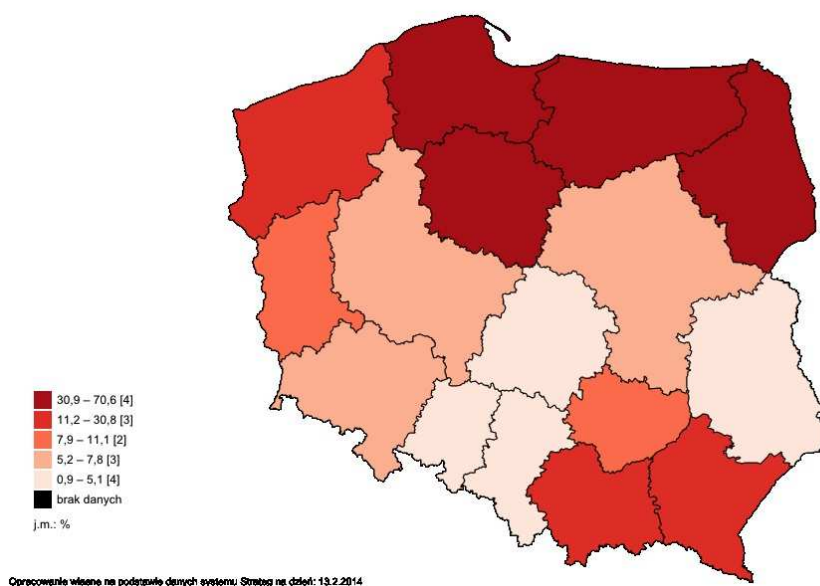 30,9 – 70,6 [4]
11,2 – 30,8 [3]
7,9 – 11,1 [2]
5,2 – 7,8 [3]
0,9 – 5,1 [4]
brak danych
j.m.: %
Opracowanie własne na podstawie danych systemu Strateg na dzień: 13.2.2014